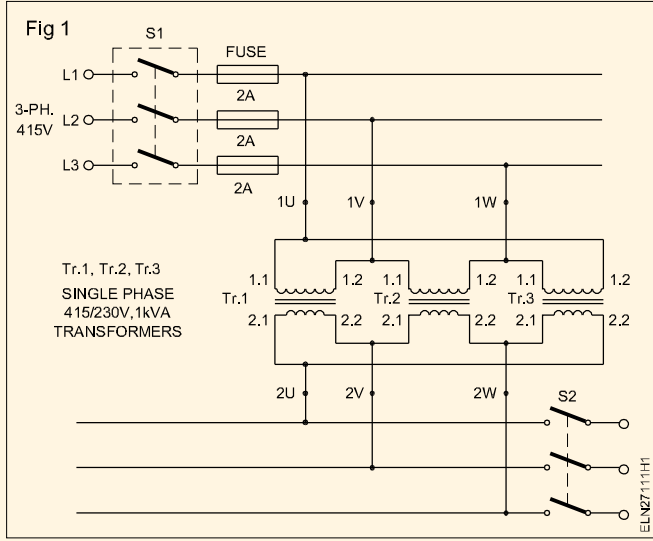 Fig 1
S1
FUSE
L1
2A
3-PH.
415V
L2
2A
L3
2A
1U
1V
1W
Tr.1, Tr.2, Tr.3
SINGLE PHASE
415/230V,1kVA
TRANSFORMERS
1.1
1.2
1.1
1.2
1.1
1.2
Tr.1
Tr.2
Tr.3
2.1
2.2
2.1
2.2
2.1
2.2
2U
2V
2W
S2
ELN27111H1